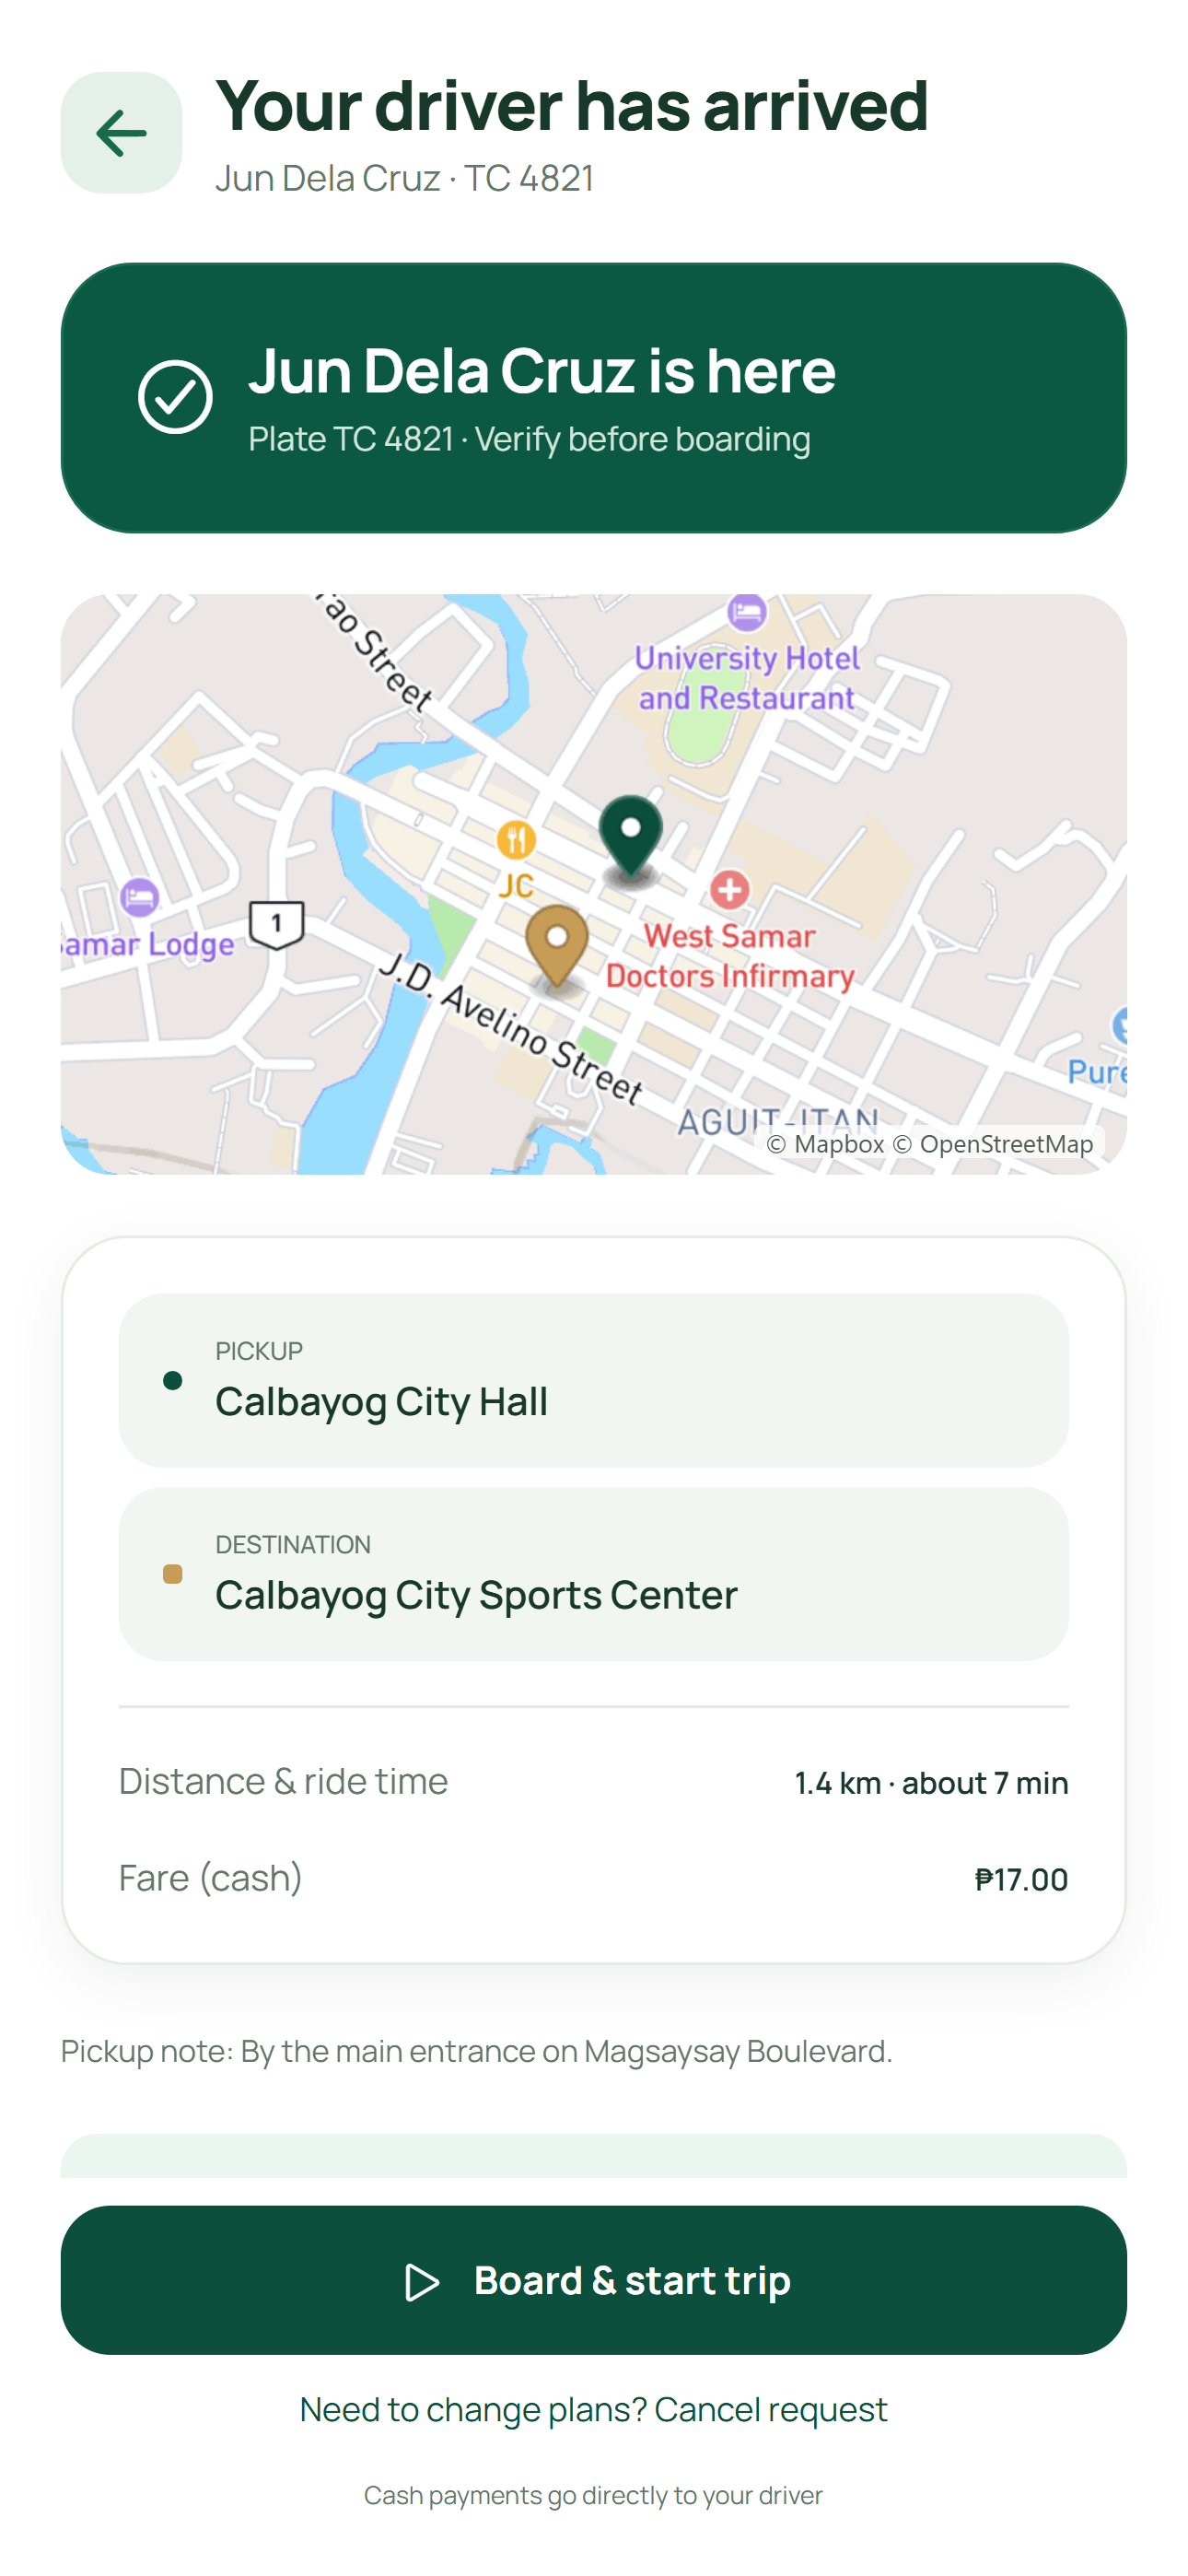 Your driver has arrived
Jun Dela Cruz · TC 4821
Jun Dela Cruz is here
Plate TC 4821 · Verify before boarding
Street
University Hotel
and Restaurant
JC
1
Lodge
West Samar
Doctors Infirmary
J.D. Avelino Street
© Mapbox © OpenStreetMap
PICKUP
Calbayog City Hall
DESTINATION
Calbayog City Sports Center
Distance & ride time
1.4 km · about 7 min
Fare (cash)
₱17.00
Pickup note: By the main entrance on Magsaysay Boulevard.
Board & start trip
Need to change plans? Cancel request
Cash payments go directly to your driver